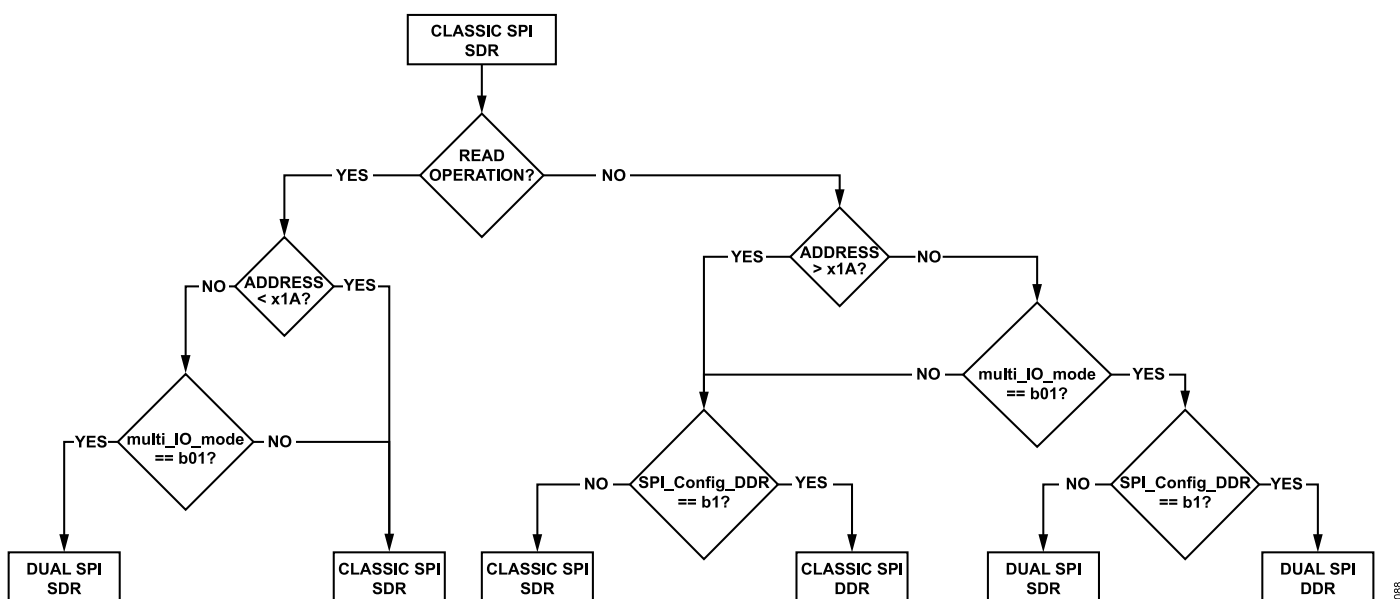 CLASSIC SPI
SDR
READ
OPERATION?
YES
NO
ADDRESS
< x1A?
NO
YES
ADDRESS
> x1A?
YES
NO
multi_IO_mode
== b01?
YES
NO
multi_IO_mode
== b01?
NO
YES
SPI_Config_DDR
== b1?
NO
YES
SPI_Config_DDR
== b1?
NO
YES
DUAL SPI
SDR
CLASSIC SPI
SDR
CLASSIC SPI
SDR
CLASSIC SPI
DDR
DUAL SPI
SDR
DUAL SPI
DDR
038